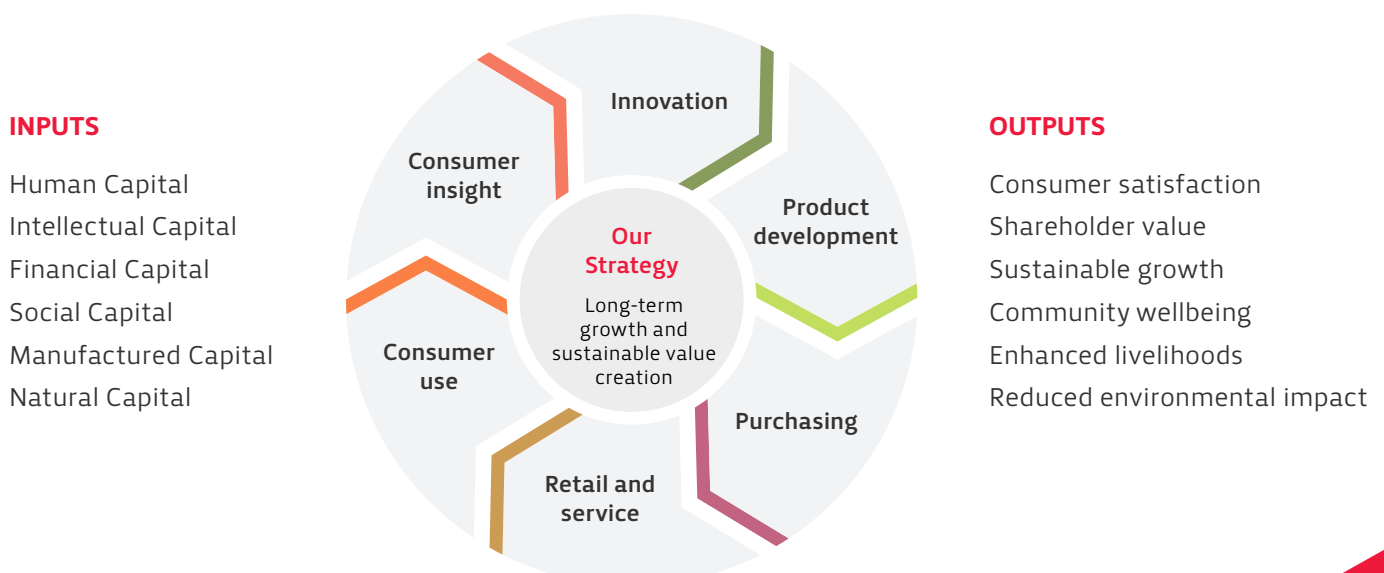 INPUTS
Human Capital
Intellectual Capital
Financial Capital
Social Capital
Manufactured Capital
Natural Capital
Innovation
Consumer
insight
Product
development
Our
Strategy
Long-term
growth and
sustainable value
creation
Consumer
use
Purchasing
Retail and
service
OUTPUTS
Consumer satisfaction
Shareholder value
Sustainable growth
Community wellbeing
Enhanced livelihoods
Reduced environmental impact